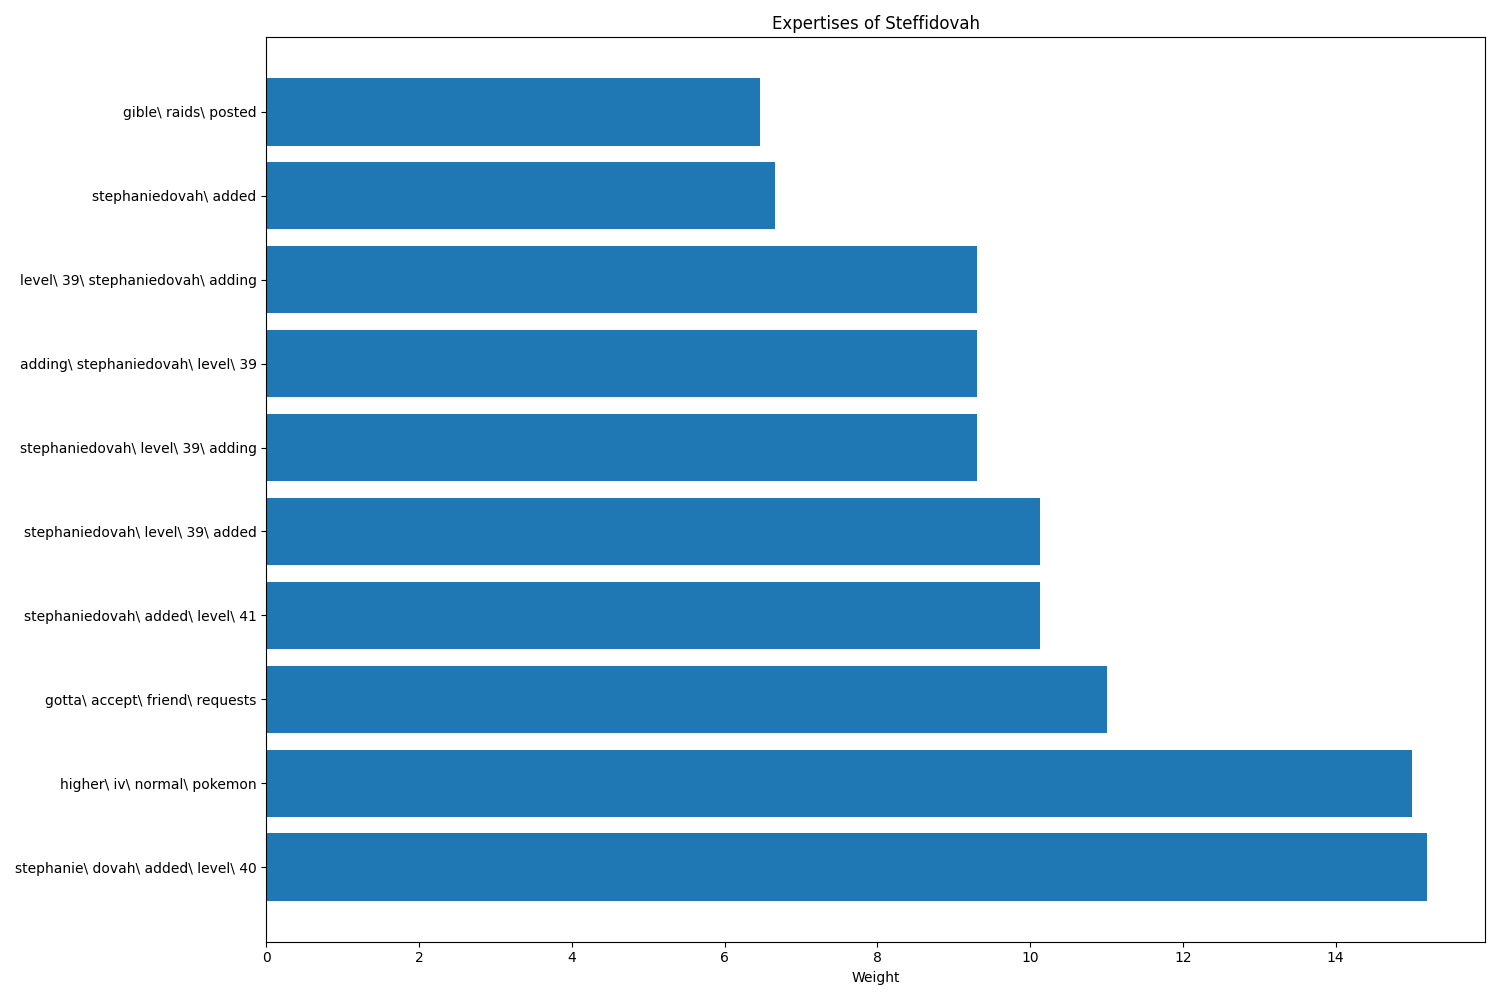 Expertises of Steffidovah
gible\ raids\ posted
stephaniedovah\ added
level\ 39\ stephaniedovah\ adding
adding\ stephaniedovah\ level\ 39
stephaniedovah\ level\ 39\ adding
stephaniedovah\ level\ 39\ added
stephaniedovah\ added\ level\ 41
gotta\ accept\ friend\ requests
higher\ iv\ normal\ pokemon
stephanie\ dovah\ added\ level\ 40
0 2 4 6 8 10 12 14
Weight